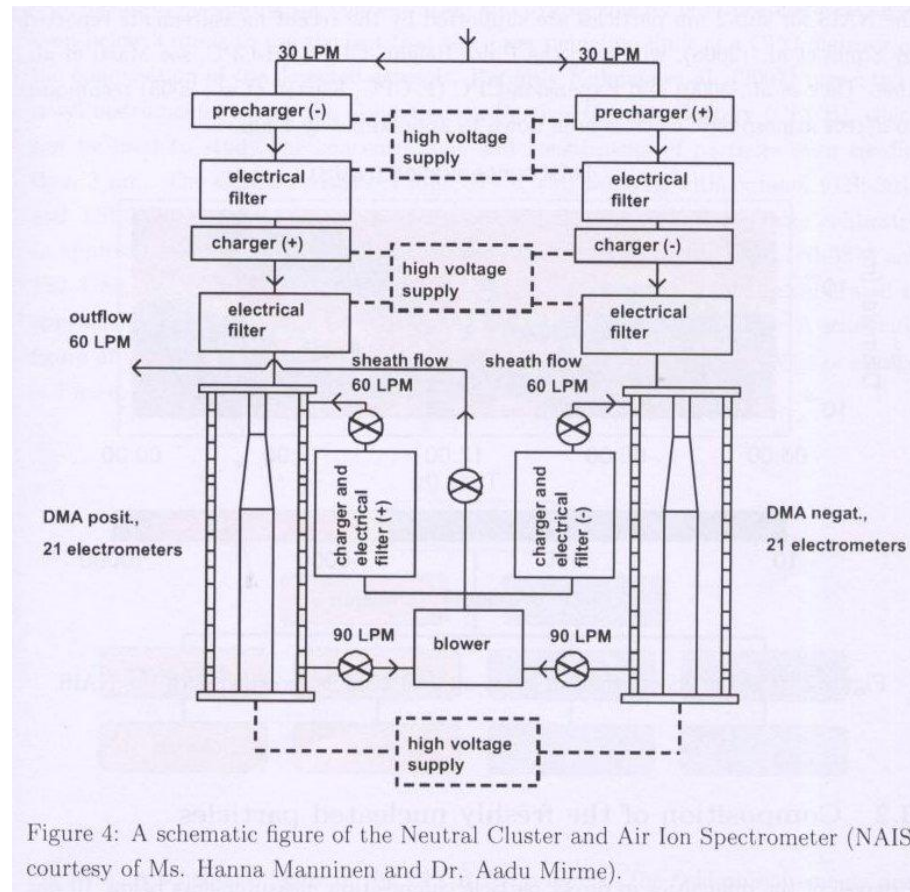 30 LPM
30 LPM
precharger (-)
precharger (+)
high voltage
supply
electrical
filter
electrical
filter
charger (+)
charger (-)
high voltage
supply
electrical
filter
electrical
filter
outflow
60 LPM
sheath flow
60 LPM
sheath flow
60 LPM
charger and
electrical
filter (+)
charger and
electrical
filter (-)
DMA posit.,
21 electrometers
DMA negat.,
21 electrometers
90 LPM
blower
90 LPM
high voltage
supply
Figure 4: A schematic figure of the Neutral Cluster and Air Ion Spectrometer (NAIS
courtesy of Ms. Hanna Manninen and Dr. Aadu Mirme).